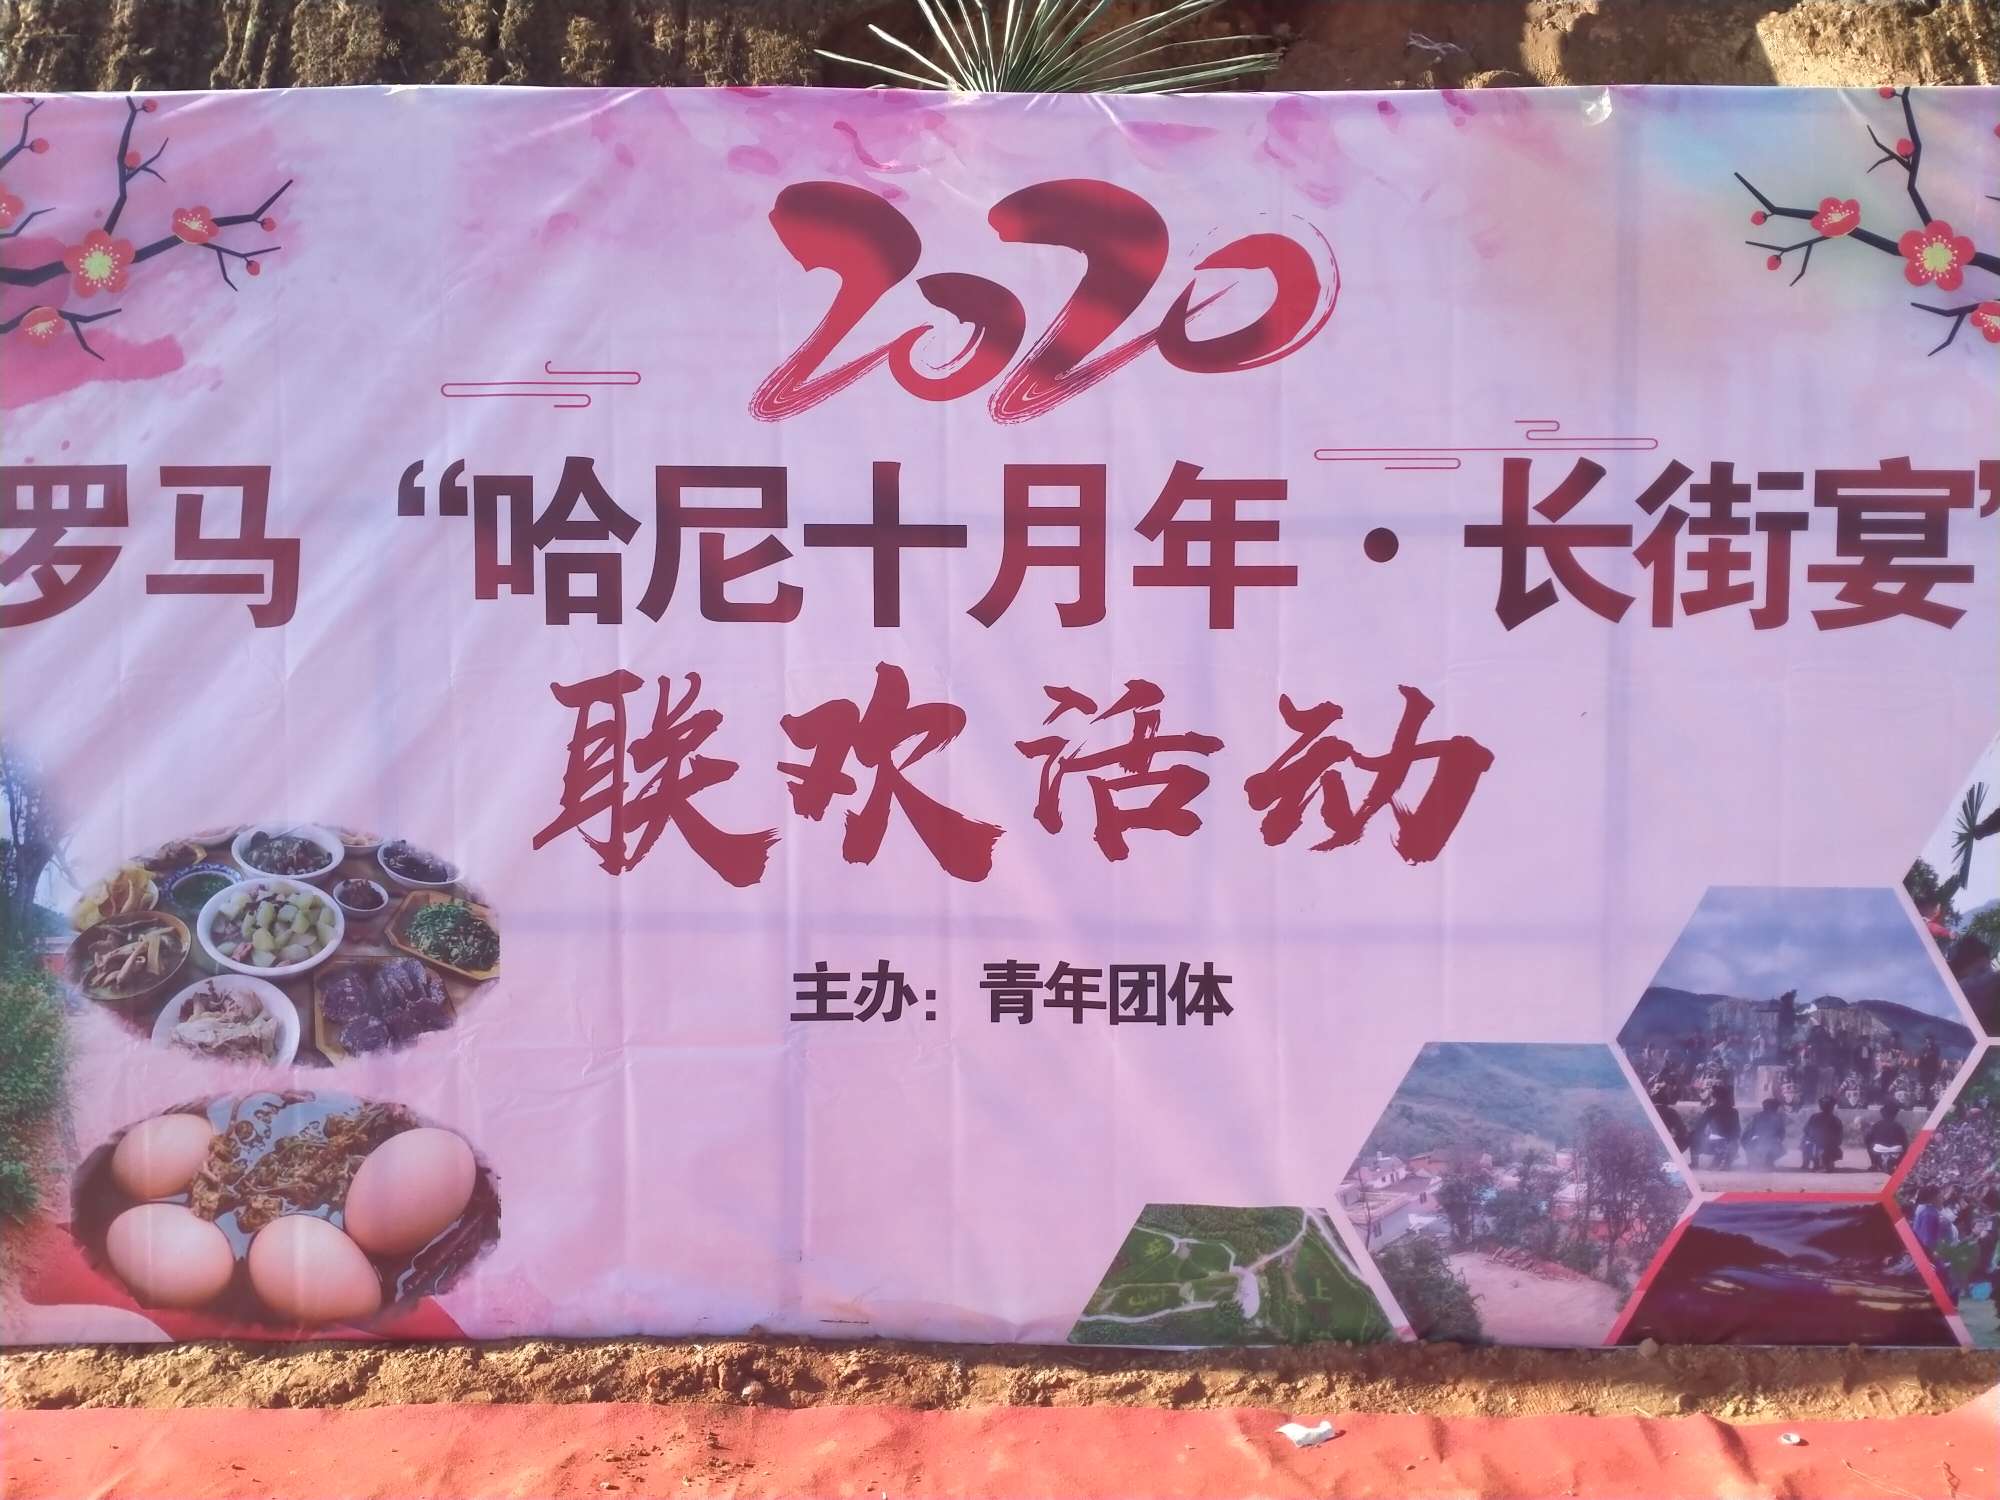 2020
罗马 “哈尼十月年·长街宴”
联欢活动
主办：青年团体